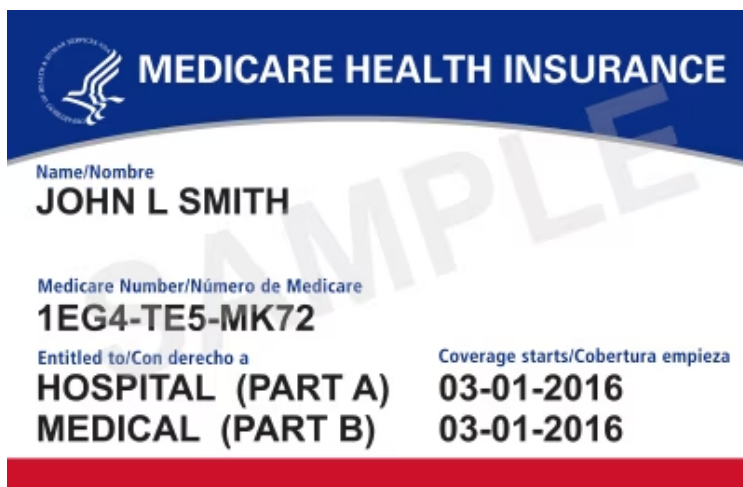 MEDICARE HEALTH INSURANCE
Name/Nombre
JOHN L SMITH
Medicare Number/Número de Medicare
1EG4-TE5-MK72
Entitled to/Con derecho a Coverage starts/Cobertura empieza
HOSPITAL (PART A) 03-01-2016
MEDICAL (PART B) 03-01-2016
SAMPLE